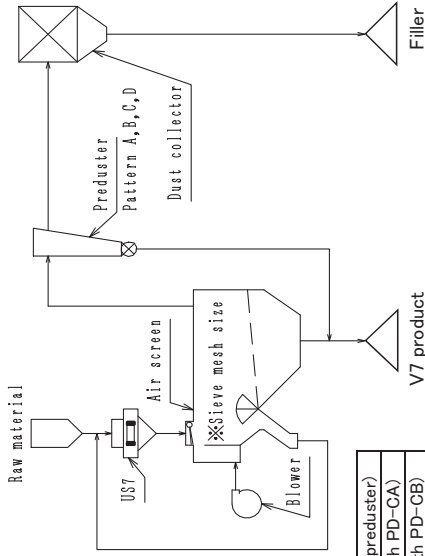 Raw material
US7
Air screen
※Sieve mesh size
Blower
V7 product
Preduster
Pattern A,B,C,D
Dust collector
Filler
preduster)
h PD-CA)
th PD-CB)